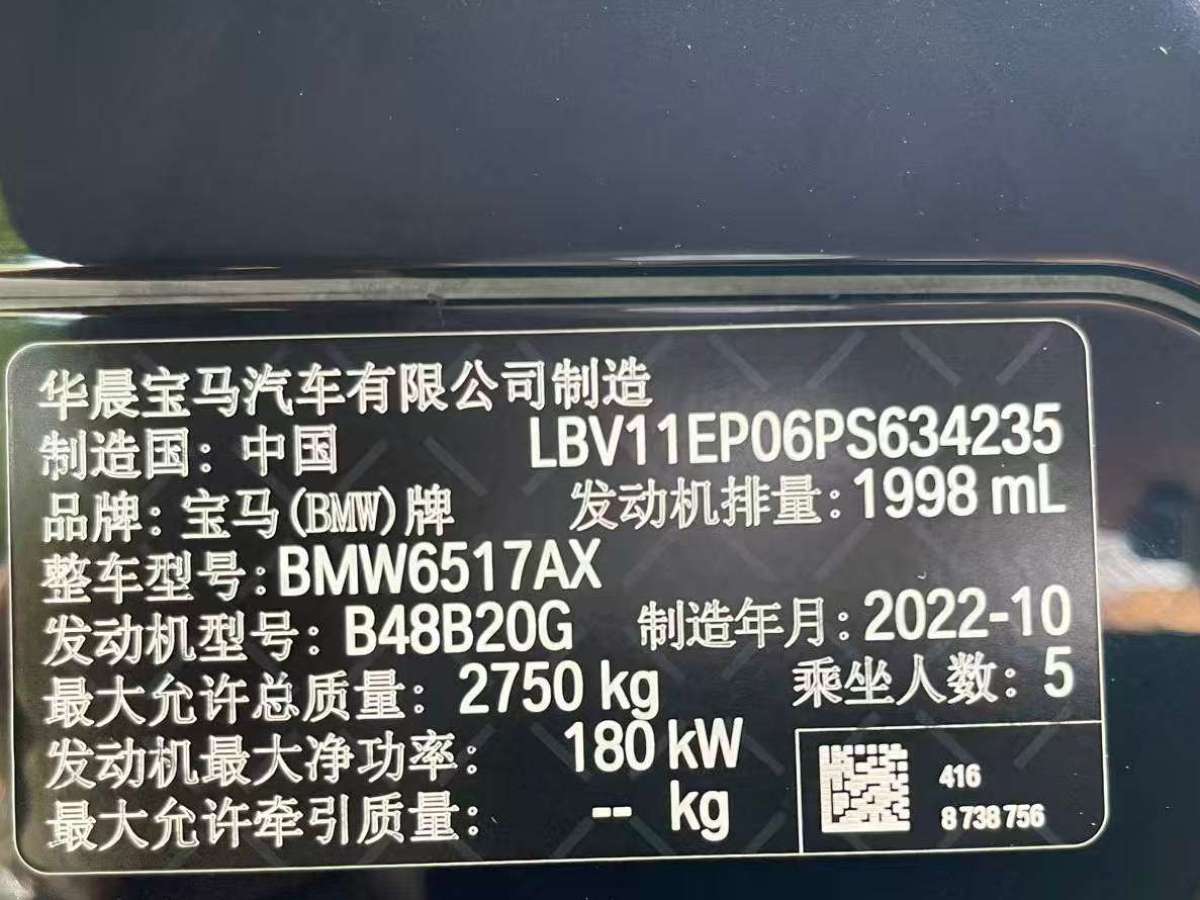 华晨宝马汽车有限公司制造
制造国：中国 LBV11EP06PS634235
品牌：宝马(BMW)牌 发动机排量：1998 mL
整车型号：BMW6517AX
发动机型号：B48B20G 制造年月：2022-10
最大允许总质量：2750 kg 乘坐人数：5
发动机最大净功率：180 kW
最大允许牵引质量：-- kg
416
8 738 756